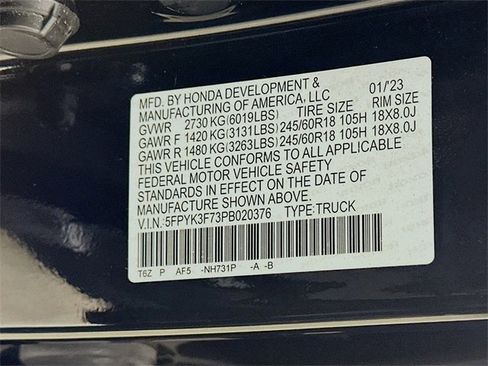 MFD. BY HONDA DEVELOPMENT & 01/'23
MANUFACTURING OF AMERICA, LLC
GVWR 2730 KG(6019LBS) TIRE SIZE RIM SIZE
GAWR F 1420 KG(3131LBS) 245/60R18 105H 18X8.0J
GAWR R 1480 KG(3263LBS) 245/60R18 105H 18X8.0J
THIS VEHICLE CONFORMS TO ALL APPLICABLE
FEDERAL MOTOR VEHICLE SAFETY
STANDARDS IN EFFECT ON THE DATE OF
MANUFACTURE SHOWN ABOVE.
V.I.N.:5FPYK3F73PB020376 TYPE:TRUCK
T6Z P AF5 -NH731P -A -B